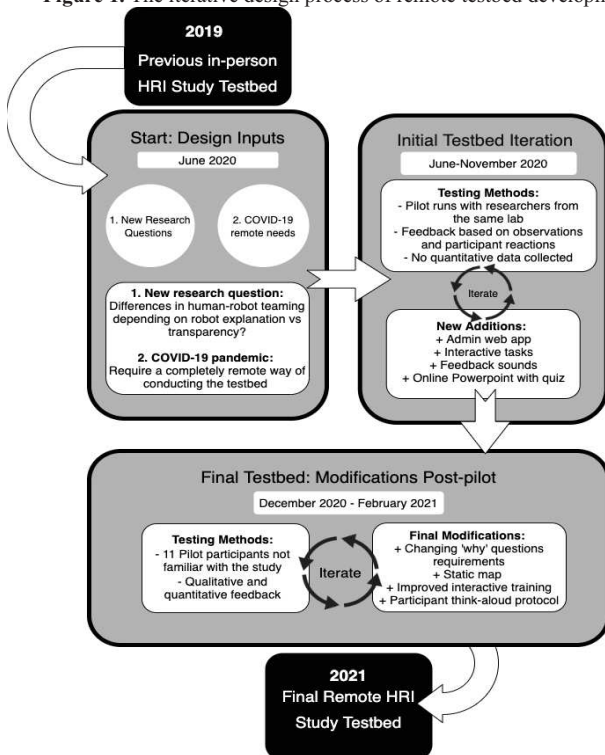 Figure 1. The iterative design process of remote testbed developm
2019
Previous in-person
HRI Study Testbed
Start: Design Inputs
June 2020
1. New Research
Questions
2. COVID-19
remote needs
1. New research question:
Differences in human-robot teaming
depending on robot explanation vs
transparency?
2. COVID-19 pandemic:
Require a completely remote way of
conducting the testbed
Initial Testbed Iteration
June-November 2020
Testing Methods:
- Pilot runs with researchers from
the same lab
- Feedback based on observations
and participant reactions
- No quantitative data collected
Iterate
New Additions:
+ Admin web app
+ Interactive tasks
+ Feedback sounds
+ Online Powerpoint with quiz
Final Testbed: Modifications Post-pilot
December 2020 - February 2021
Testing Methods:
- 11 Pilot participants not
familiar with the study
- Qualitative and
quantitative feedback
Iterate
Final Modifications:
+ Changing 'why' questions
requirements
+ Static map
+ Improved interactive training
+ Participant think-aloud protocol
2021
Final Remote HRI
Study Testbed